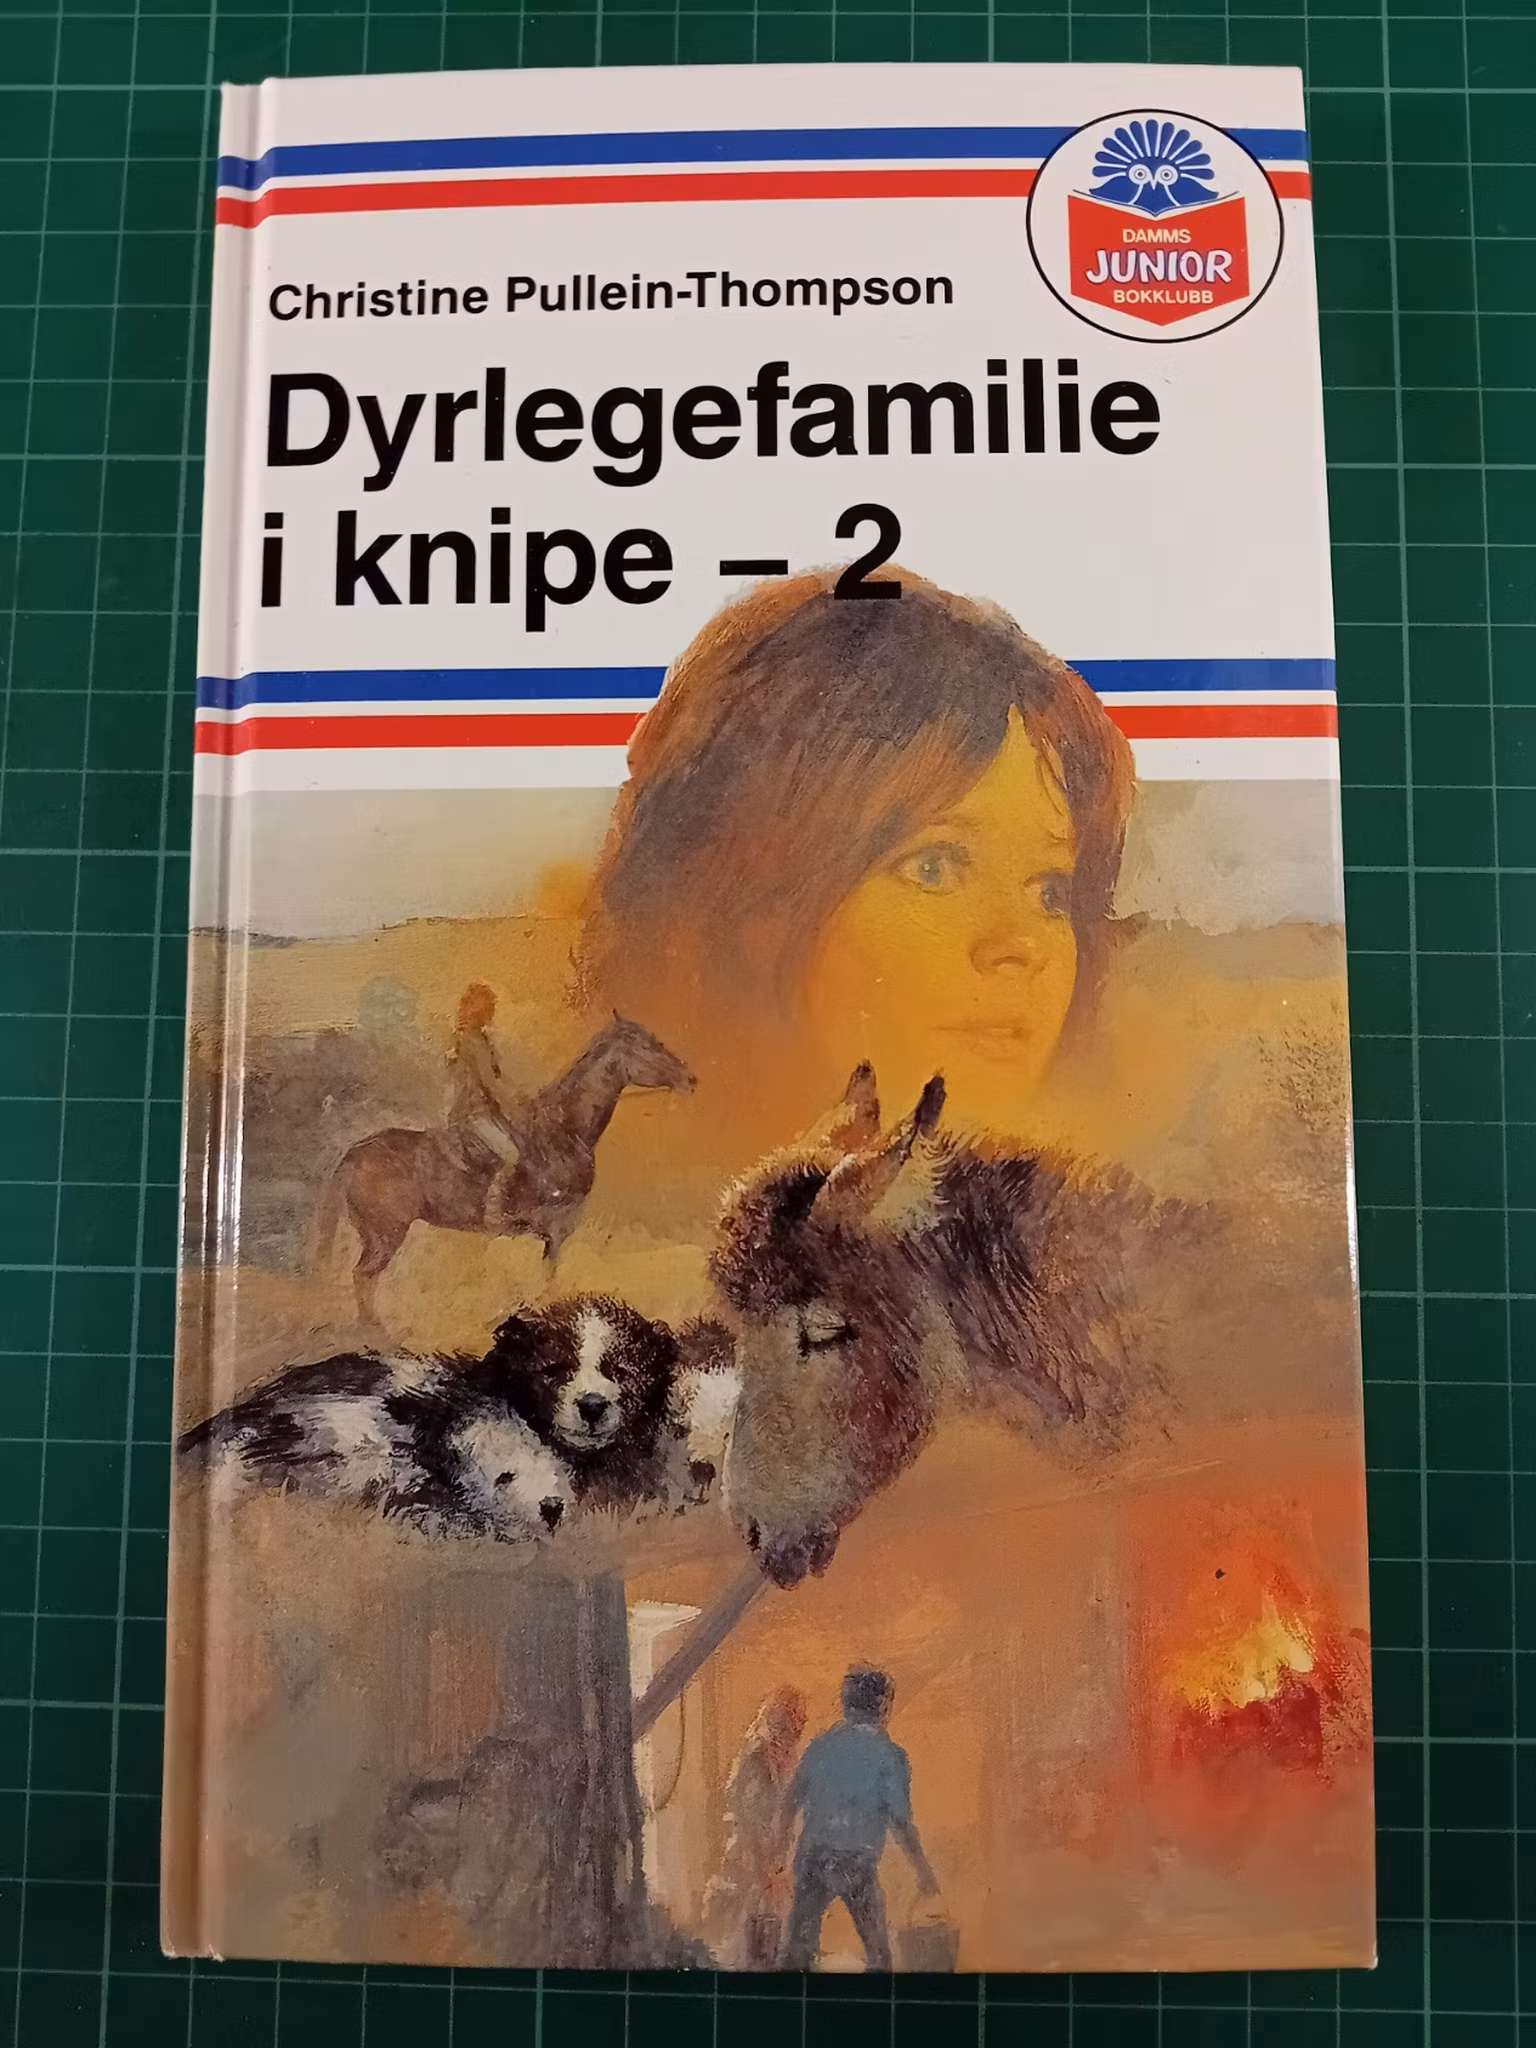 DAMMS
JUNIOR
BOKKLUBB
Christine Pullein-Thompson
Dyrlegefamilie
i knipe – 2